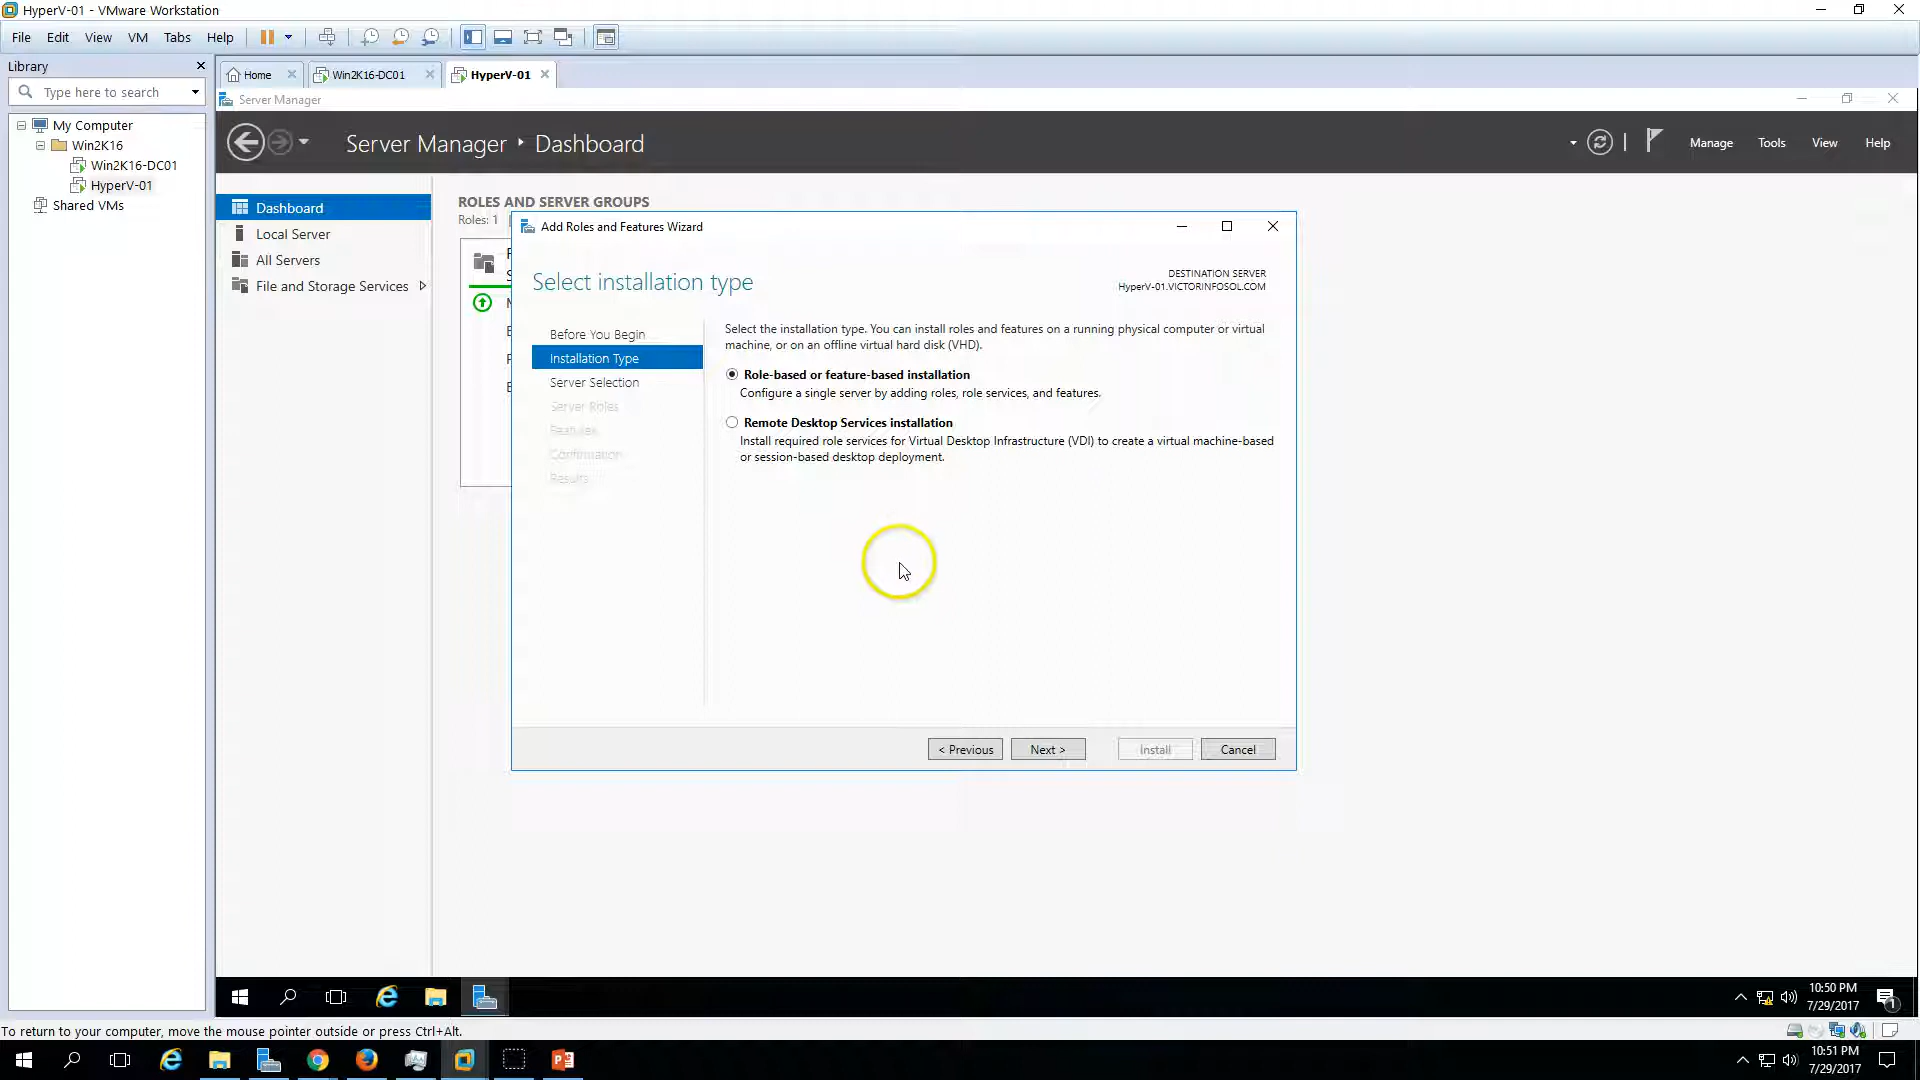 HyperV-01 - VMware Workstation
File Edit View VM Tabs Help
Library
Type here to search
My Computer
Win2K16
Win2K16-DC01
HyperV-01
Shared VMs
Home
Win2K16-DC01
HyperV-01
Server Manager
Server Manager • Dashboard
Manage Tools View Help
Dashboard
Local Server
All Servers
File and Storage Services
ROLES AND SERVER GROUPS
Roles: 1
Add Roles and Features Wizard
Select installation type
DESTINATION SERVER
HyperV-01.VICTORINFOSOL.COM
Before You Begin
Installation Type
Server Selection
Server Roles
Features
Confirmation
Results
Select the installation type. You can install roles and features on a running physical computer or virtual
machine, or on an offline virtual hard disk (VHD).
Role-based or feature-based installation
Configure a single server by adding roles, role services, and features.
Remote Desktop Services installation
Install required role services for Virtual Desktop Infrastructure (VDI) to create a virtual machine-based
or session-based desktop deployment.
< Previous
Next >
Install
Cancel
10:50 PM
7/29/2017
1
To return to your computer, move the mouse pointer outside or press Ctrl+Alt.
10:51 PM
7/29/2017